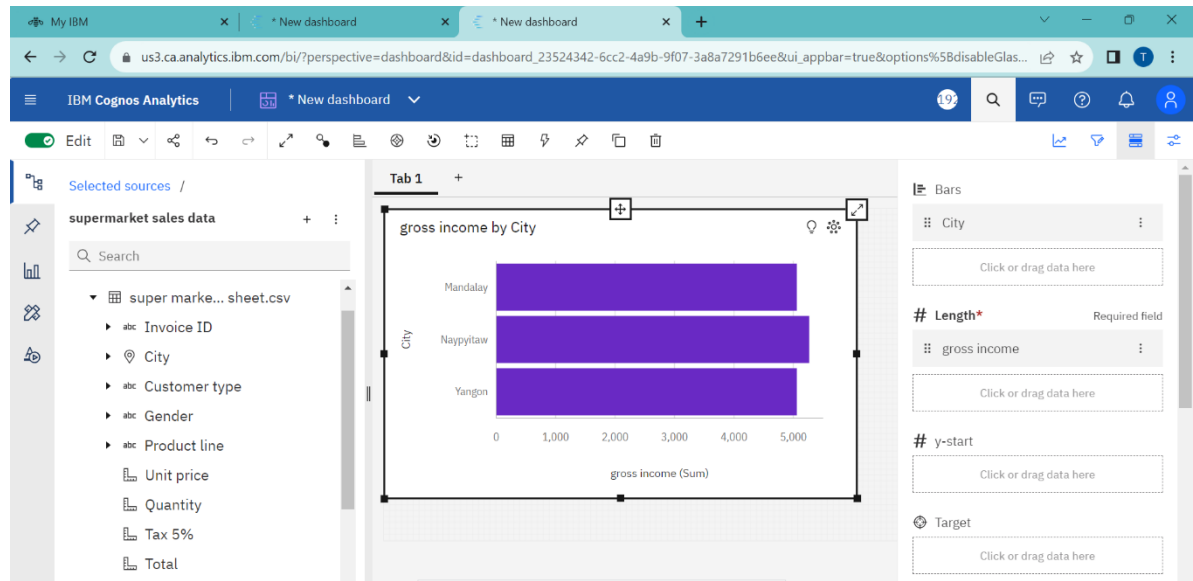 My IBM
* New dashboard
* New dashboard
us3.ca.analytics.ibm.com/bi/?perspective=dashboard&id=dashboard_23524342-6cc2-4a9b-9f07-3a8a7291b6ee&ui_appbar=true&options%5BdisableGlas...
T
IBM Cognos Analytics
* New dashboard
192
Edit
Selected sources /
supermarket sales data
Search
super marke... sheet.csv
abc Invoice ID
City
abc Customer type
abc Gender
abc Product line
Unit price
Quantity
Tax 5%
Total
Tab 1
gross income by City
City
Mandalay
Naypyitaw
Yangon
0 1,000 2,000 3,000 4,000 5,000
gross income (Sum)
Bars
City
Click or drag data here
# Length* Required field
gross income
Click or drag data here
# y-start
Click or drag data here
Target
Click or drag data here